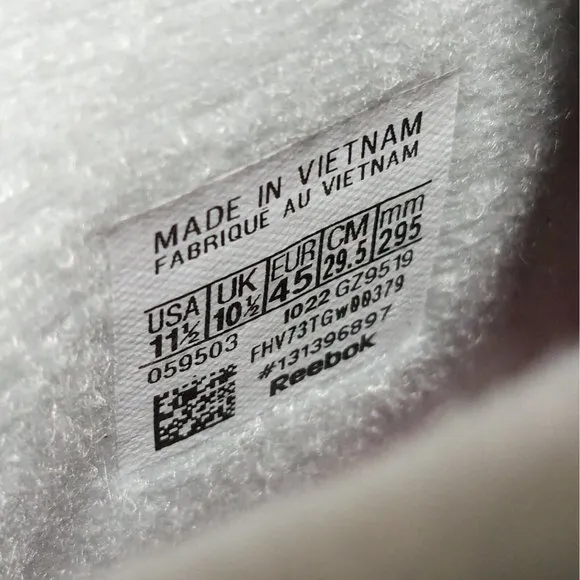 MADE IN VIETNAM
FABRIQUÉ AU VIETNAM
USA UK EUR CM mm
11½ 10½ 45 29.5 295
059503 1022 GZ9519
FHV73TGW00379
#131396897
Reebok